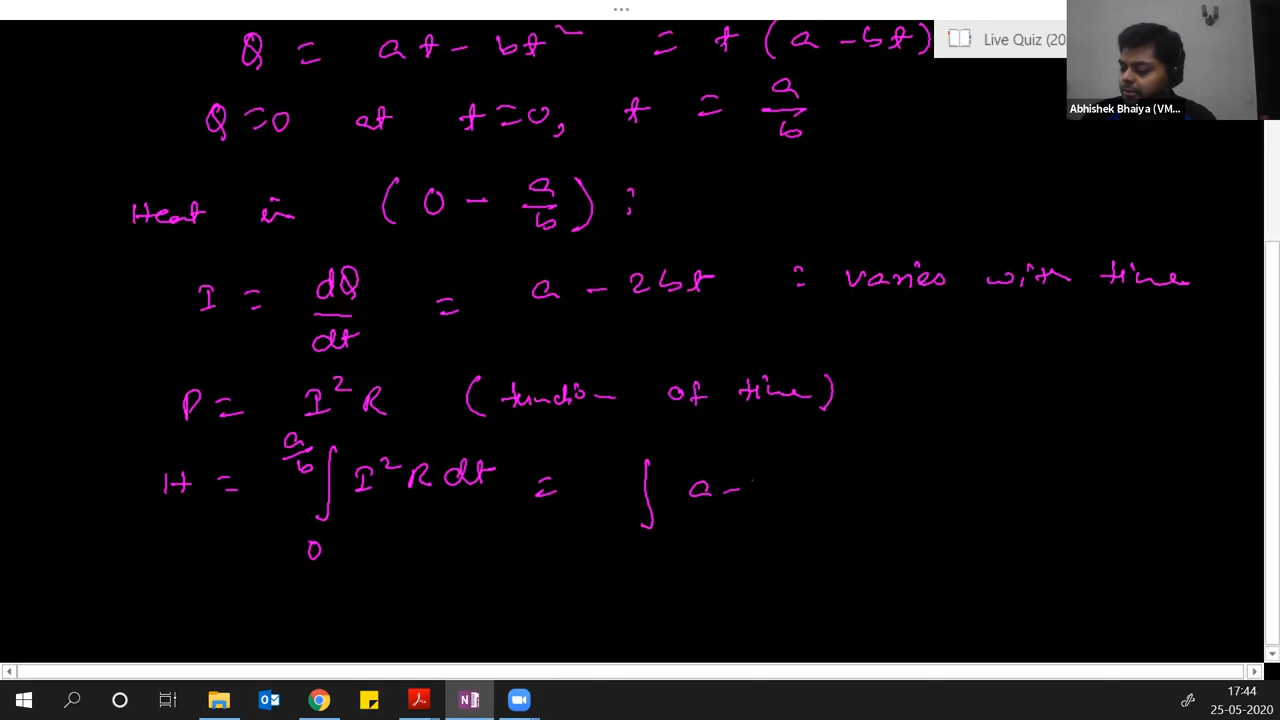 Q = at - bt² = t(a - bt)
Live Quiz (20
Abhishek Bhaiya (VM...
Q = 0 at t = 0, t = a/b
Heat in (0 - a/b) :
I = dQ/dt = a - 2bt : varies with time
P = I²R (function of time)
H = ∫₀^(a/b) I²R dt = ∫ a -
17:44
25-05-2020